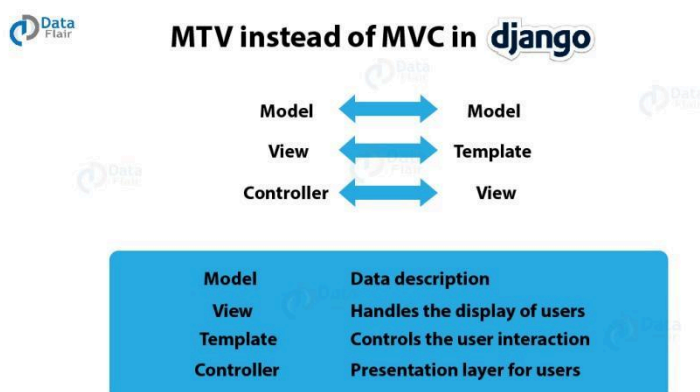 Data
Flair
MTV instead of MVC in django
Model Model
View Template
Controller View
Model Data description
View Handles the display of users
Template Controls the user interaction
Controller Presentation layer for users